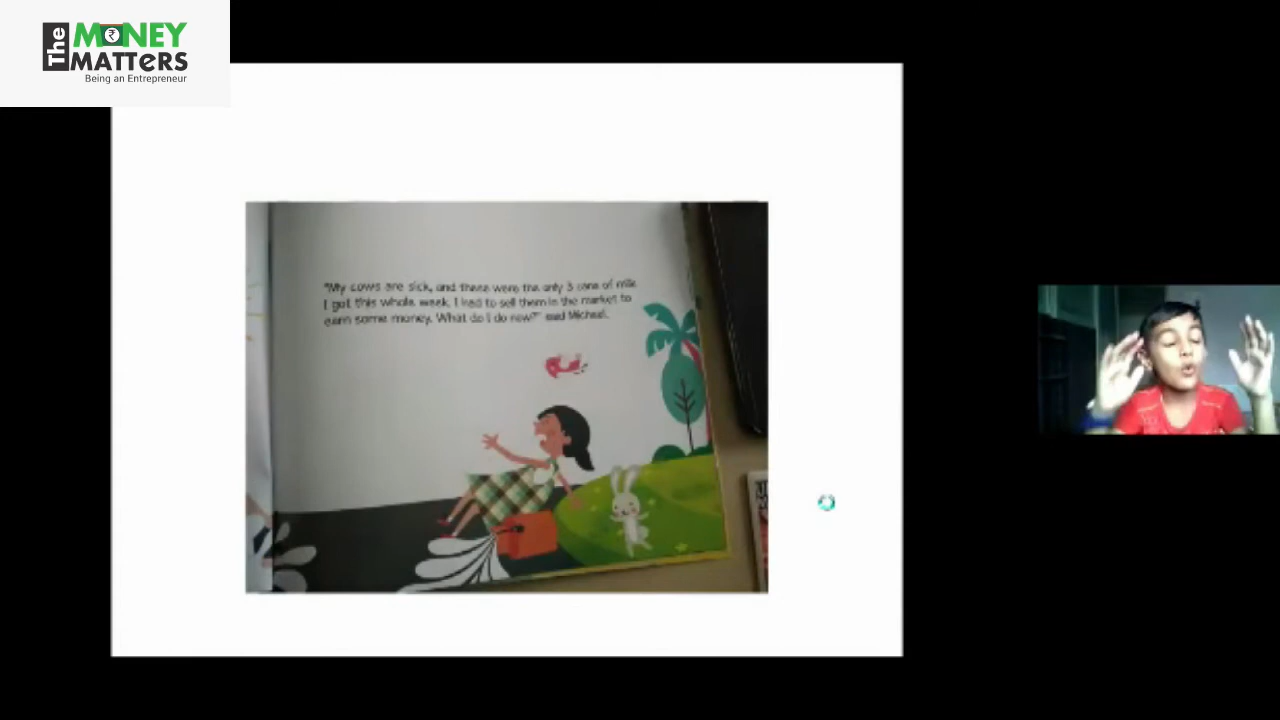 The MONEY
MATTERS
Being an Entrepreneur
"My cows are sick, and these were the only 3 cans of milk
I got this whole week. I had to sell them in the market to
earn some money. What do I do now?" said Michael.